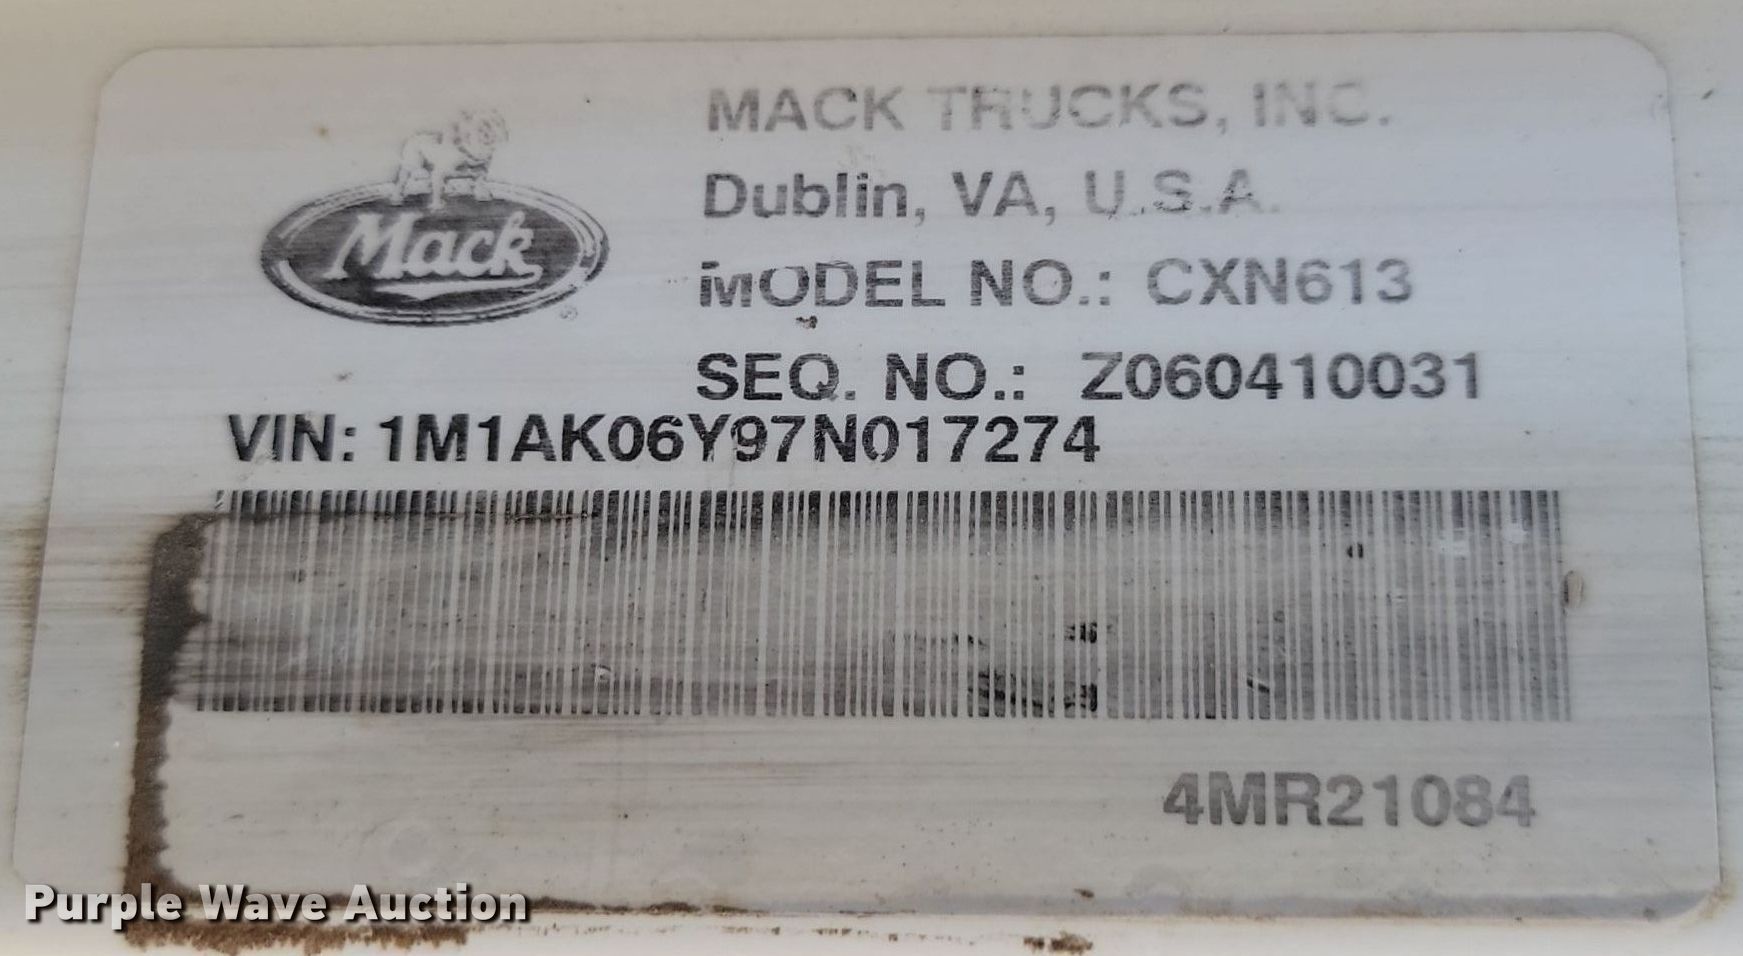 MACK TRUCKS, INC.
Dublin, VA, U.S.A.
Mack
MODEL NO.: CXN613
SEQ. NO.: Z060410031
VIN: 1M1AK06Y97N017274
4MR21084
Purple Wave Auction